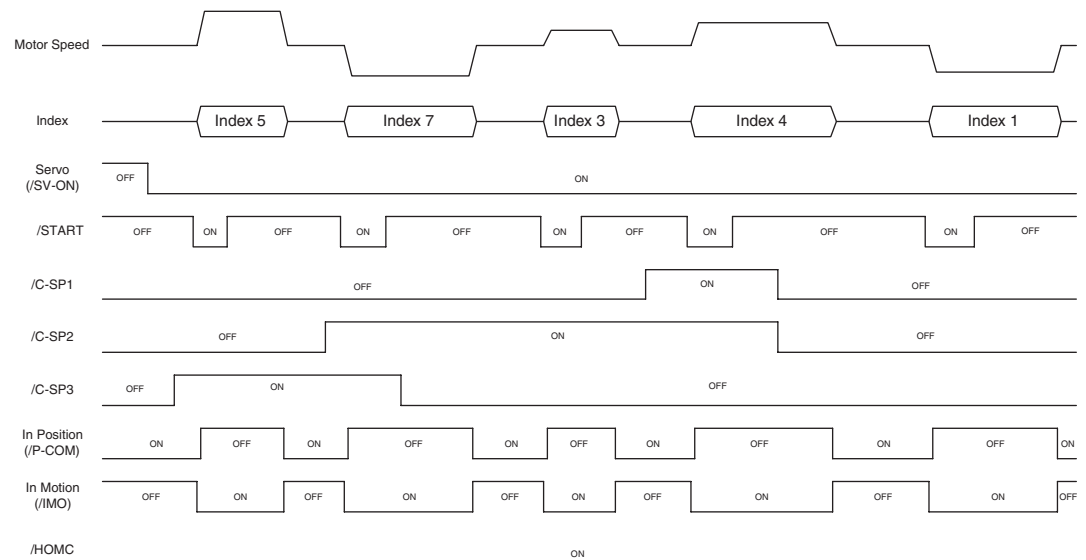 Motor Speed
Index
Index 5
Index 7
Index 3
Index 4
Index 1
Servo
(/SV-ON)
OFF
ON
/START
OFF
ON
OFF
ON
OFF
ON
OFF
ON
OFF
ON
OFF
/C-SP1
OFF
ON
OFF
/C-SP2
OFF
ON
OFF
/C-SP3
OFF
ON
OFF
In Position
(/P-COM)
ON
OFF
ON
OFF
ON
OFF
ON
OFF
ON
OFF
ON
In Motion
(/IMO)
OFF
ON
OFF
ON
OFF
ON
OFF
ON
OFF
ON
OFF
/HOMC
ON